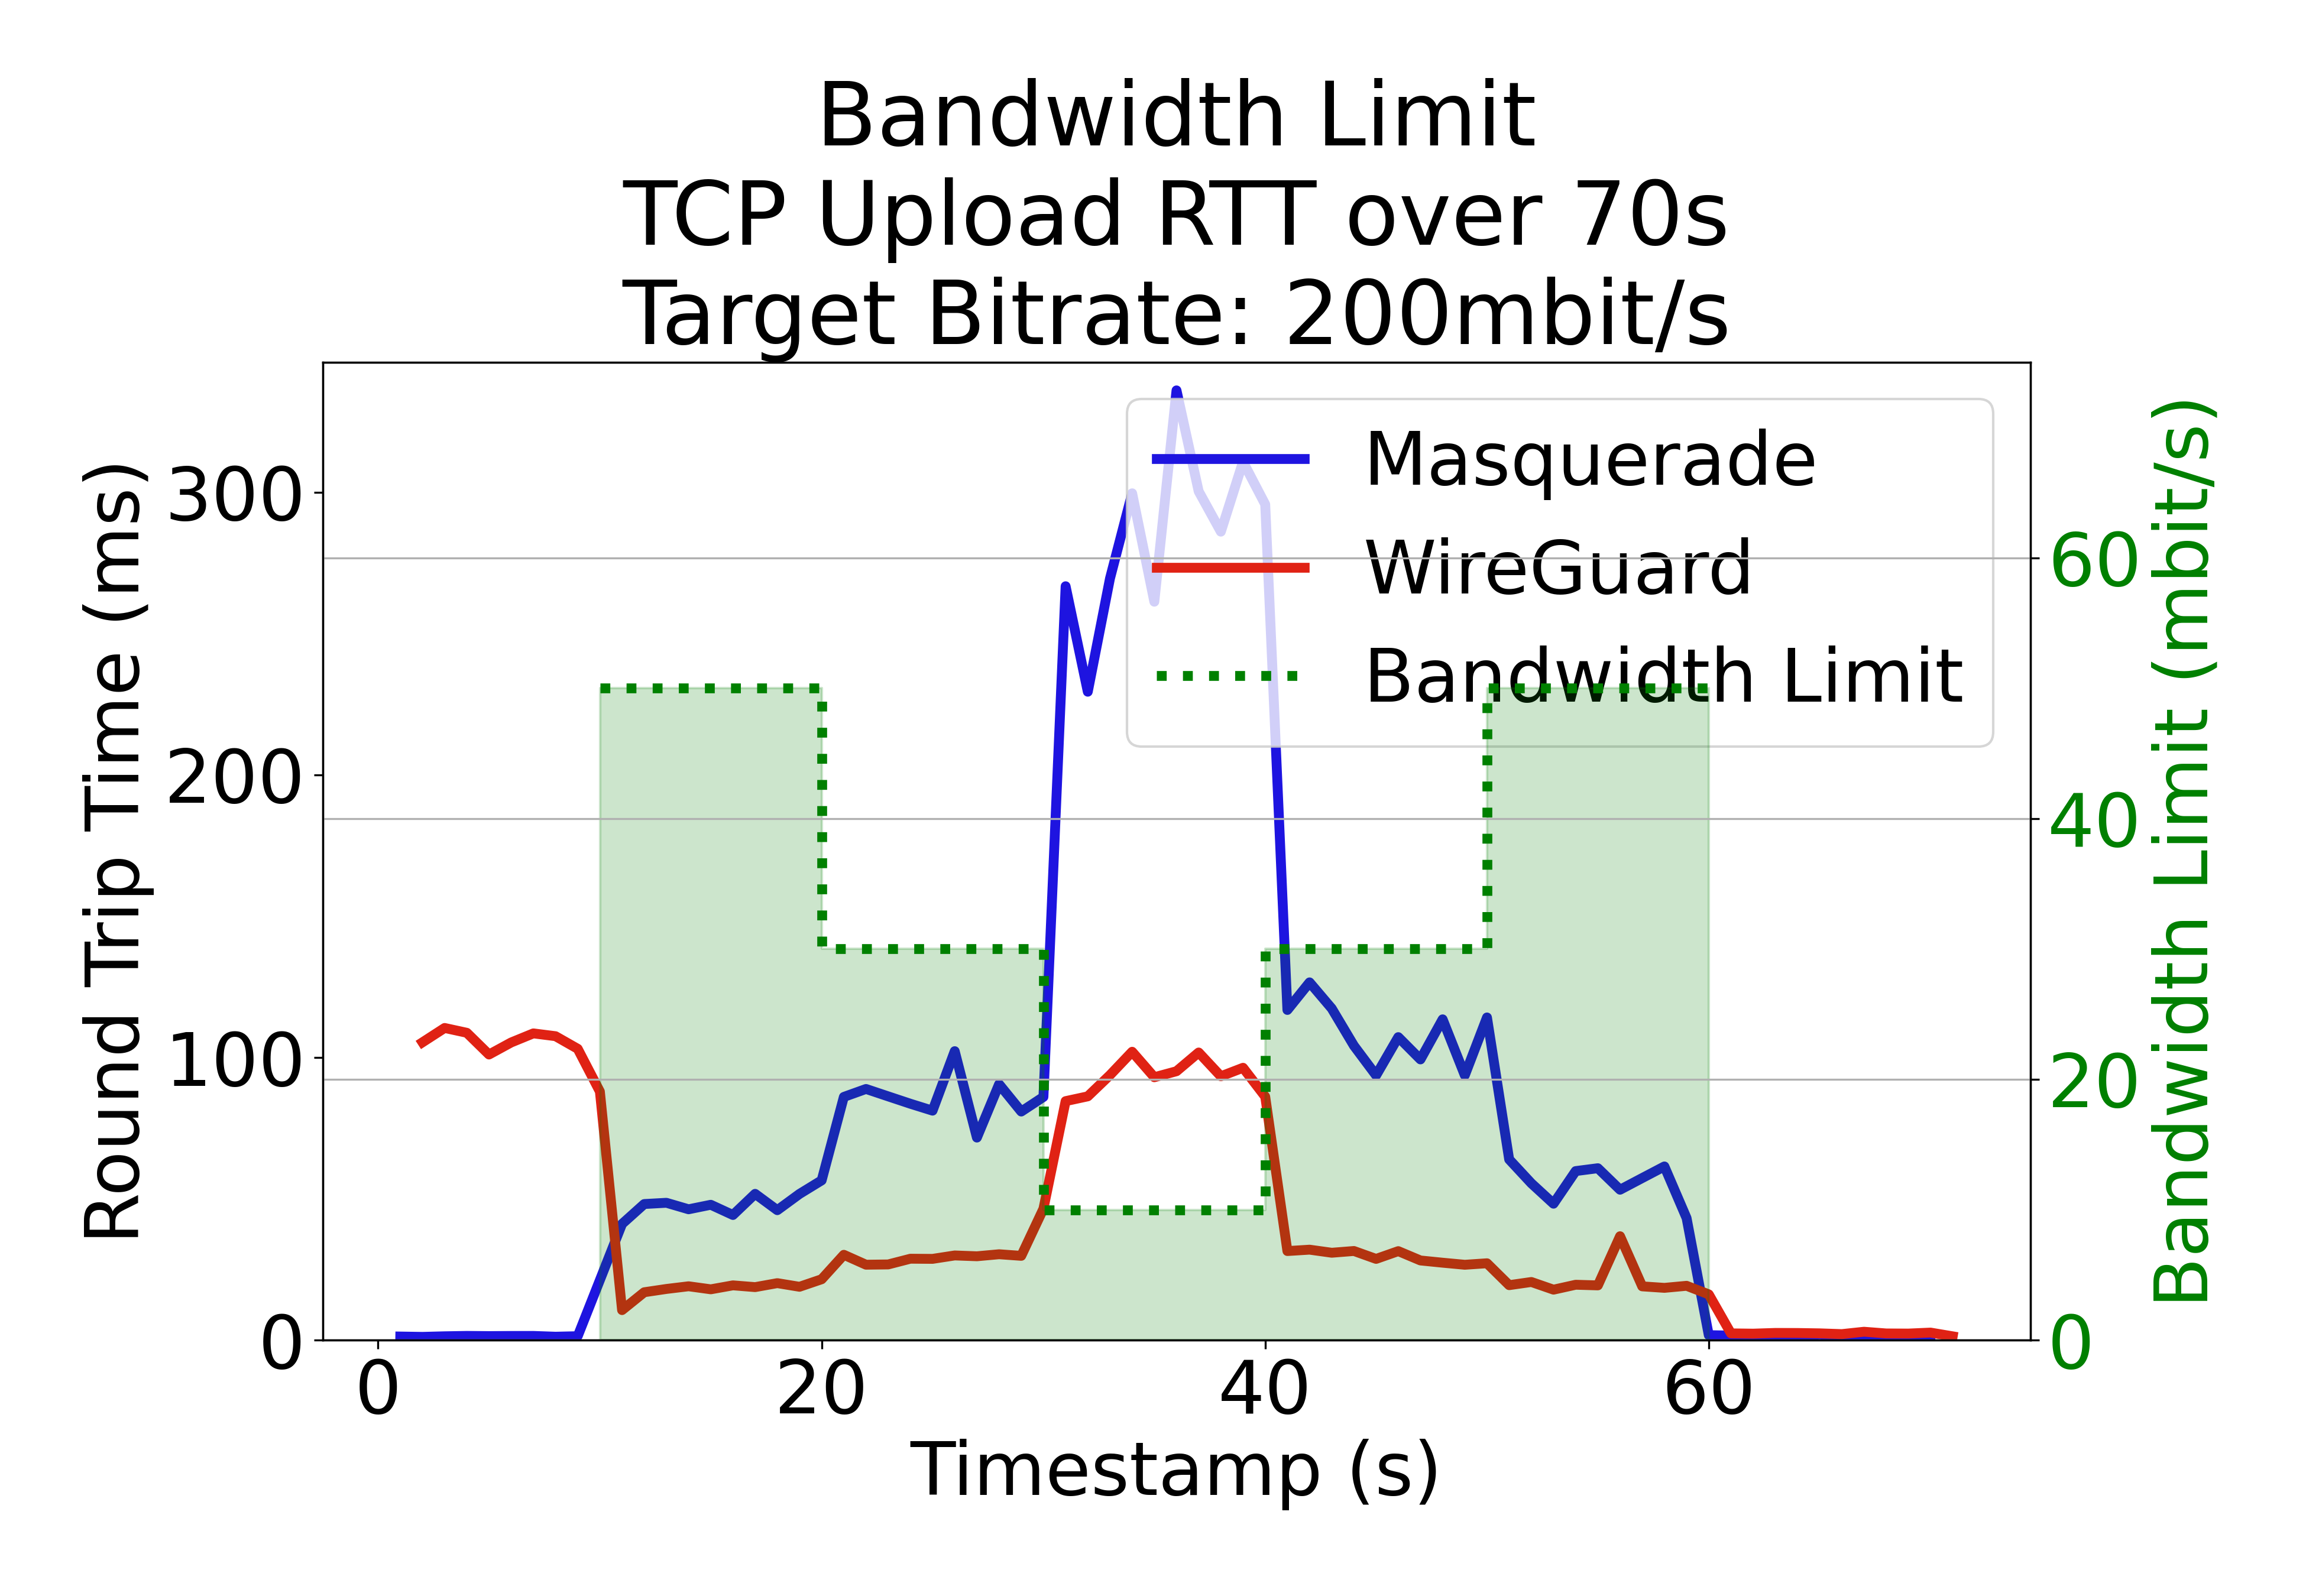 Bandwidth Limit
TCP Upload RTT over 70s
Target Bitrate: 200mbit/s
Round Trip Time (ms)
300
200
100
0
Masquerade
WireGuard
Bandwidth Limit
60
40
20
0
Bandwidth Limit (mbit/s)
0
20
40
60
Timestamp (s)